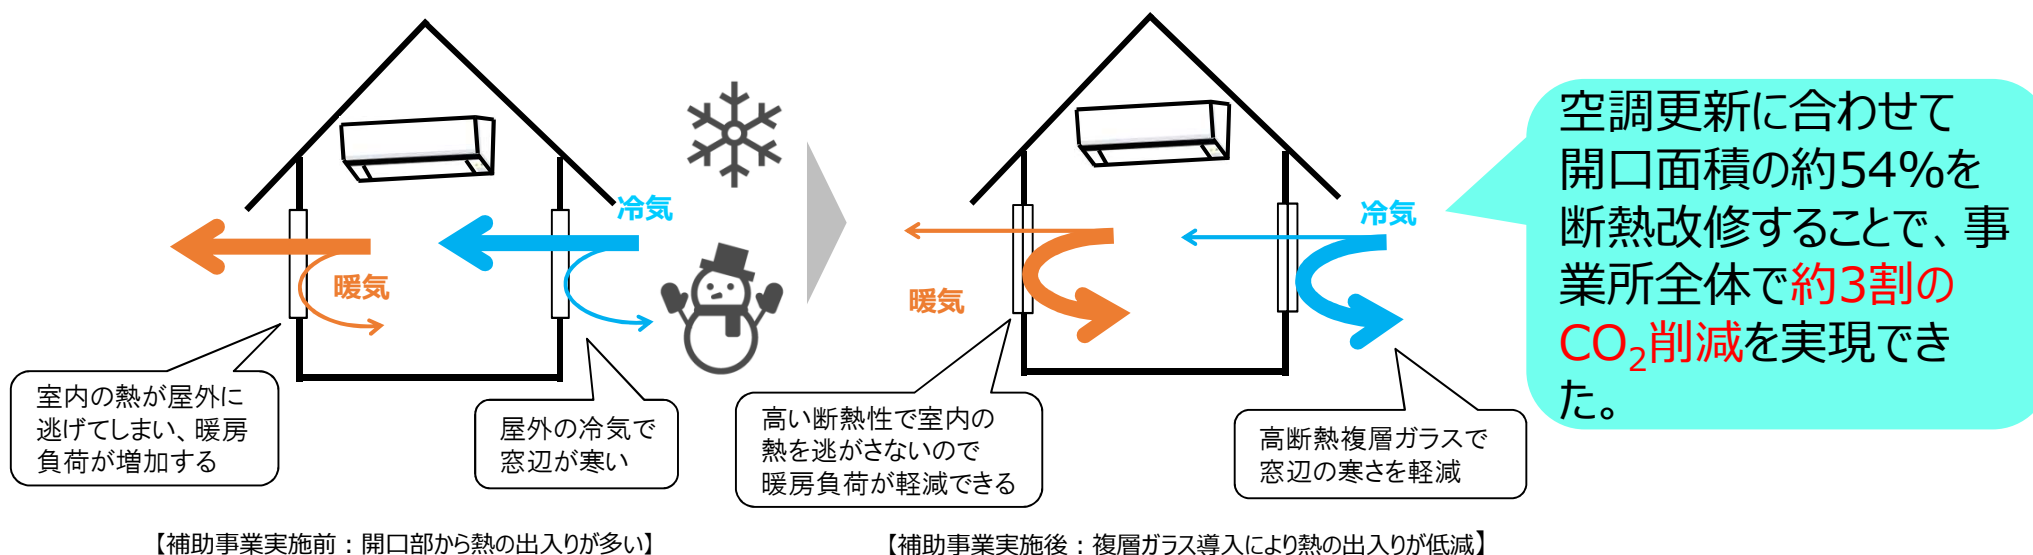 冷気
暖気
室内の熱が屋外に
逃げてしまい、暖房
負荷が増加する
屋外の冷気で
窓辺が寒い
【補助事業実施前：開口部から熱の出入りが多い】
冷気
暖気
高い断熱性で室内の
熱を逃がさないので
暖房負荷が軽減できる
高断熱複層ガラスで
窓辺の寒さを軽減
【補助事業実施後：複層ガラス導入により熱の出入りが低減】
空調更新に合わせて
開口面積の約54%を
断熱改修することで、事
業所全体で約3割の
CO₂削減を実現でき
た。